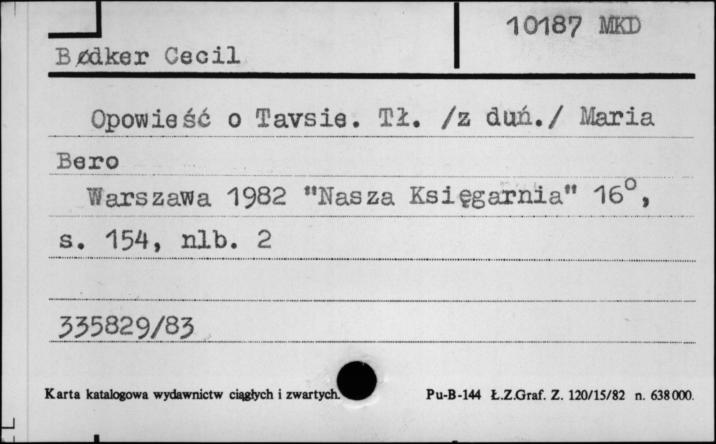 10187 MKD
Bødker Cecil
Opowieść o Tavsie. Tł. /z duń./ Maria
Bero
Warszawa 1982 "Nasza Księgarnia" 16°,
s. 154, nlb. 2
335829/83
Karta katalogowa wydawnictw ciągłych i zwartych.
Pu-B-144 Ł.Z.Graf. Z. 120/15/82 n. 638000.